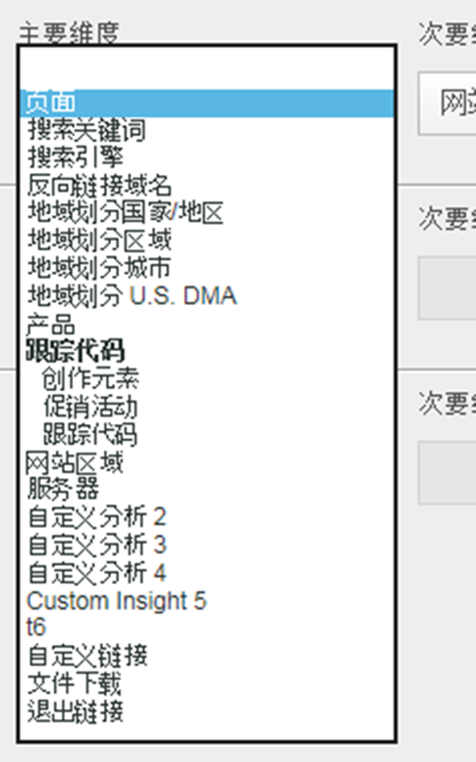 主要维度
次要
网
页面
搜索关键词
搜索引擎
反向链接域名
地域划分国家/地区
地域划分区域
次要
地域划分城市
地域划分 U.S. DMA
产品
跟踪代码
创作元素
促销活动
次要
跟踪代码
网站区域
服务器
自定义分析 2
自定义分析 3
自定义分析 4
Custom Insight 5
t6
自定义链接
文件下载
退出链接